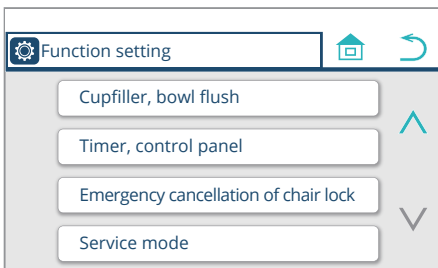 Function setting
Cupfiller, bowl flush
Timer, control panel
Emergency cancellation of chair lock
Service mode